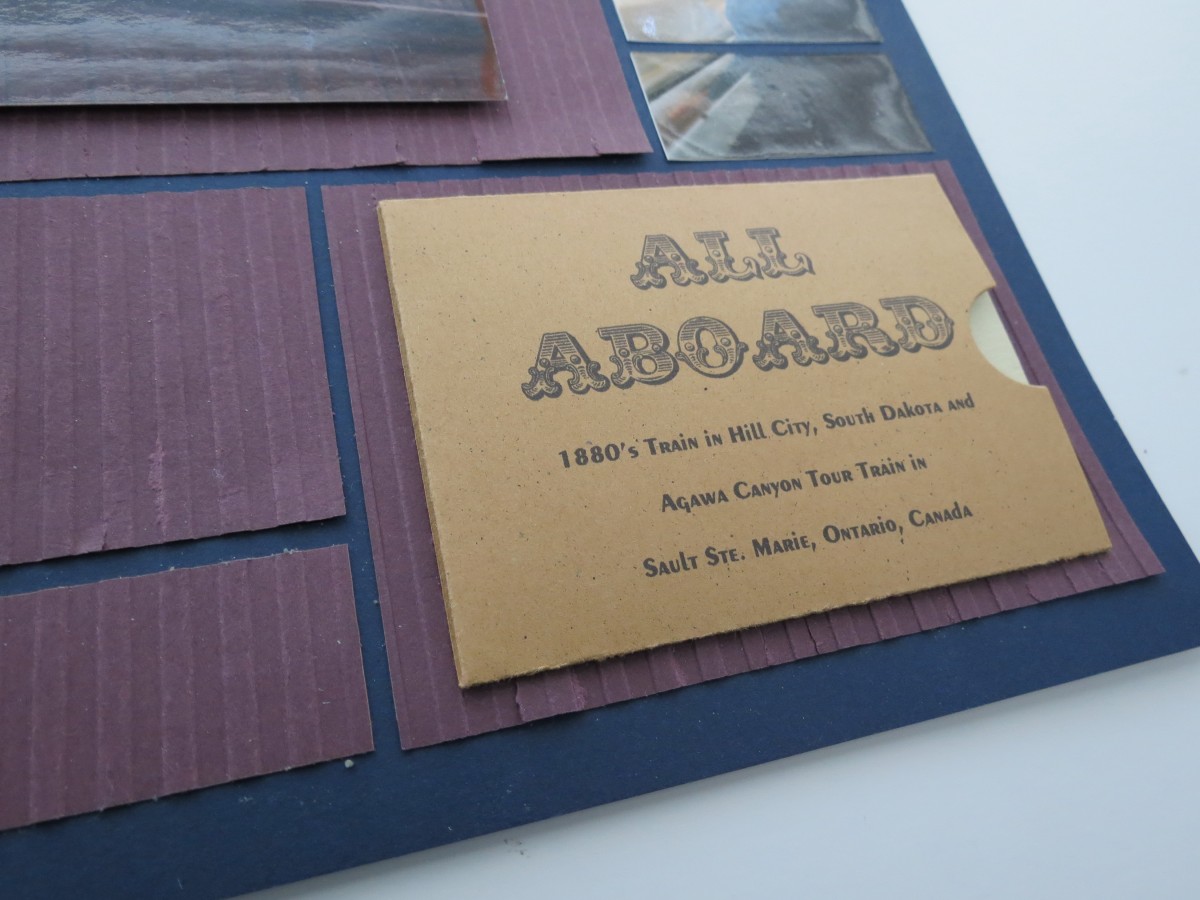 ALL
ABOARD
1880's Train in Hill City, South Dakota and
Agawa Canyon Tour Train in
Sault Ste. Marie, Ontario, Canada